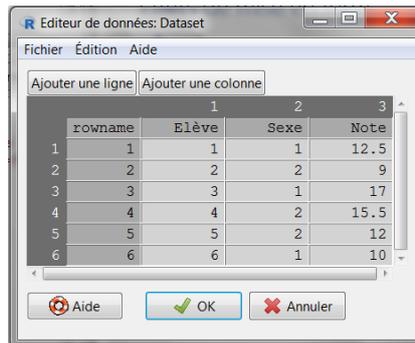 R Editeur de données: Dataset
Fichier Édition Aide
Ajouter une ligne Ajouter une colonne
1 2 3
rowname Elève Sexe Note
1 1 1 1 12.5
2 2 2 2 9
3 3 3 1 17
4 4 4 2 15.5
5 5 5 2 12
6 6 6 1 10
Aide OK Annuler